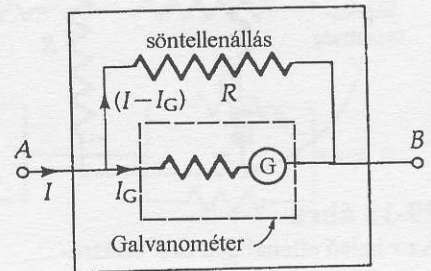 söntellenállás
R
(I−I_G)
A
B
I
I_G
G
Galvanométer